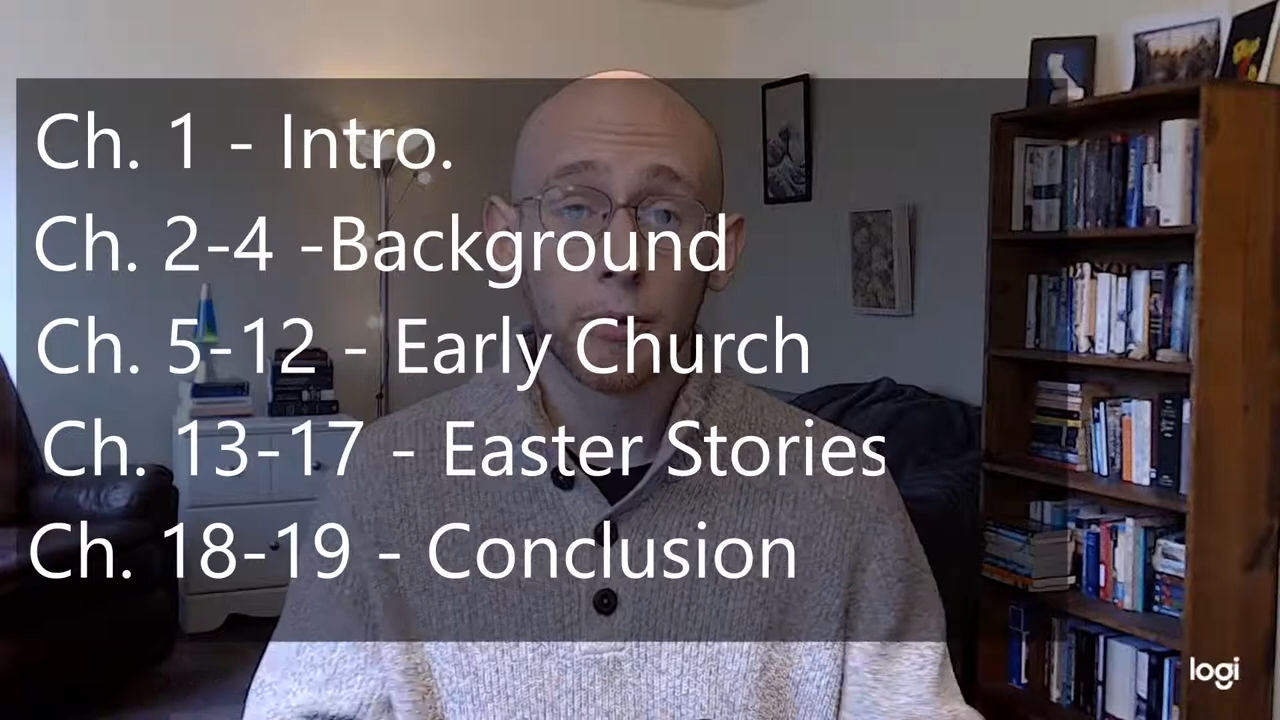 Ch. 1 - Intro.
Ch. 2-4 -Background
Ch. 5-12 - Early Church
Ch. 13-17 - Easter Stories
Ch. 18-19 - Conclusion
logi